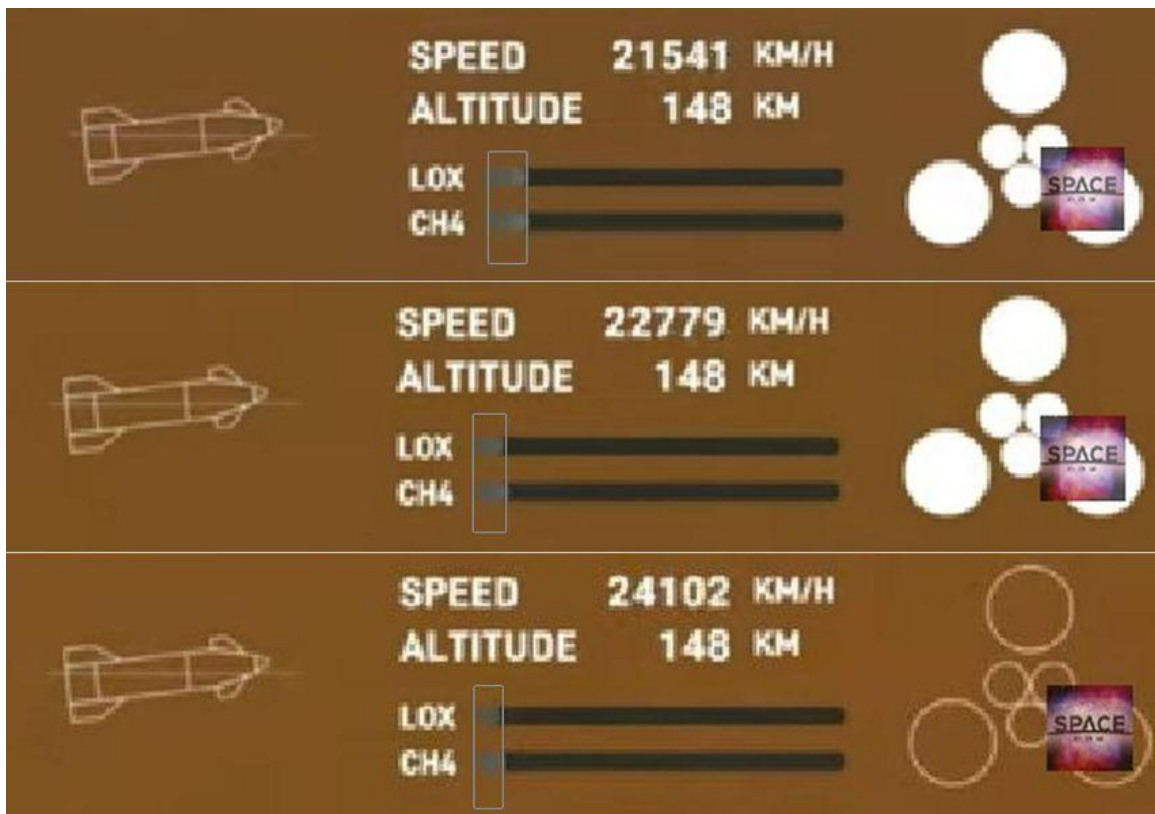 SPEED 21541 KM/H
ALTITUDE 148 KM
LOX
CH4
SPACE
SPEED 22779 KM/H
ALTITUDE 148 KM
LOX
CH4
SPACE
SPEED 24102 KM/H
ALTITUDE 148 KM
LOX
CH4
SPACE